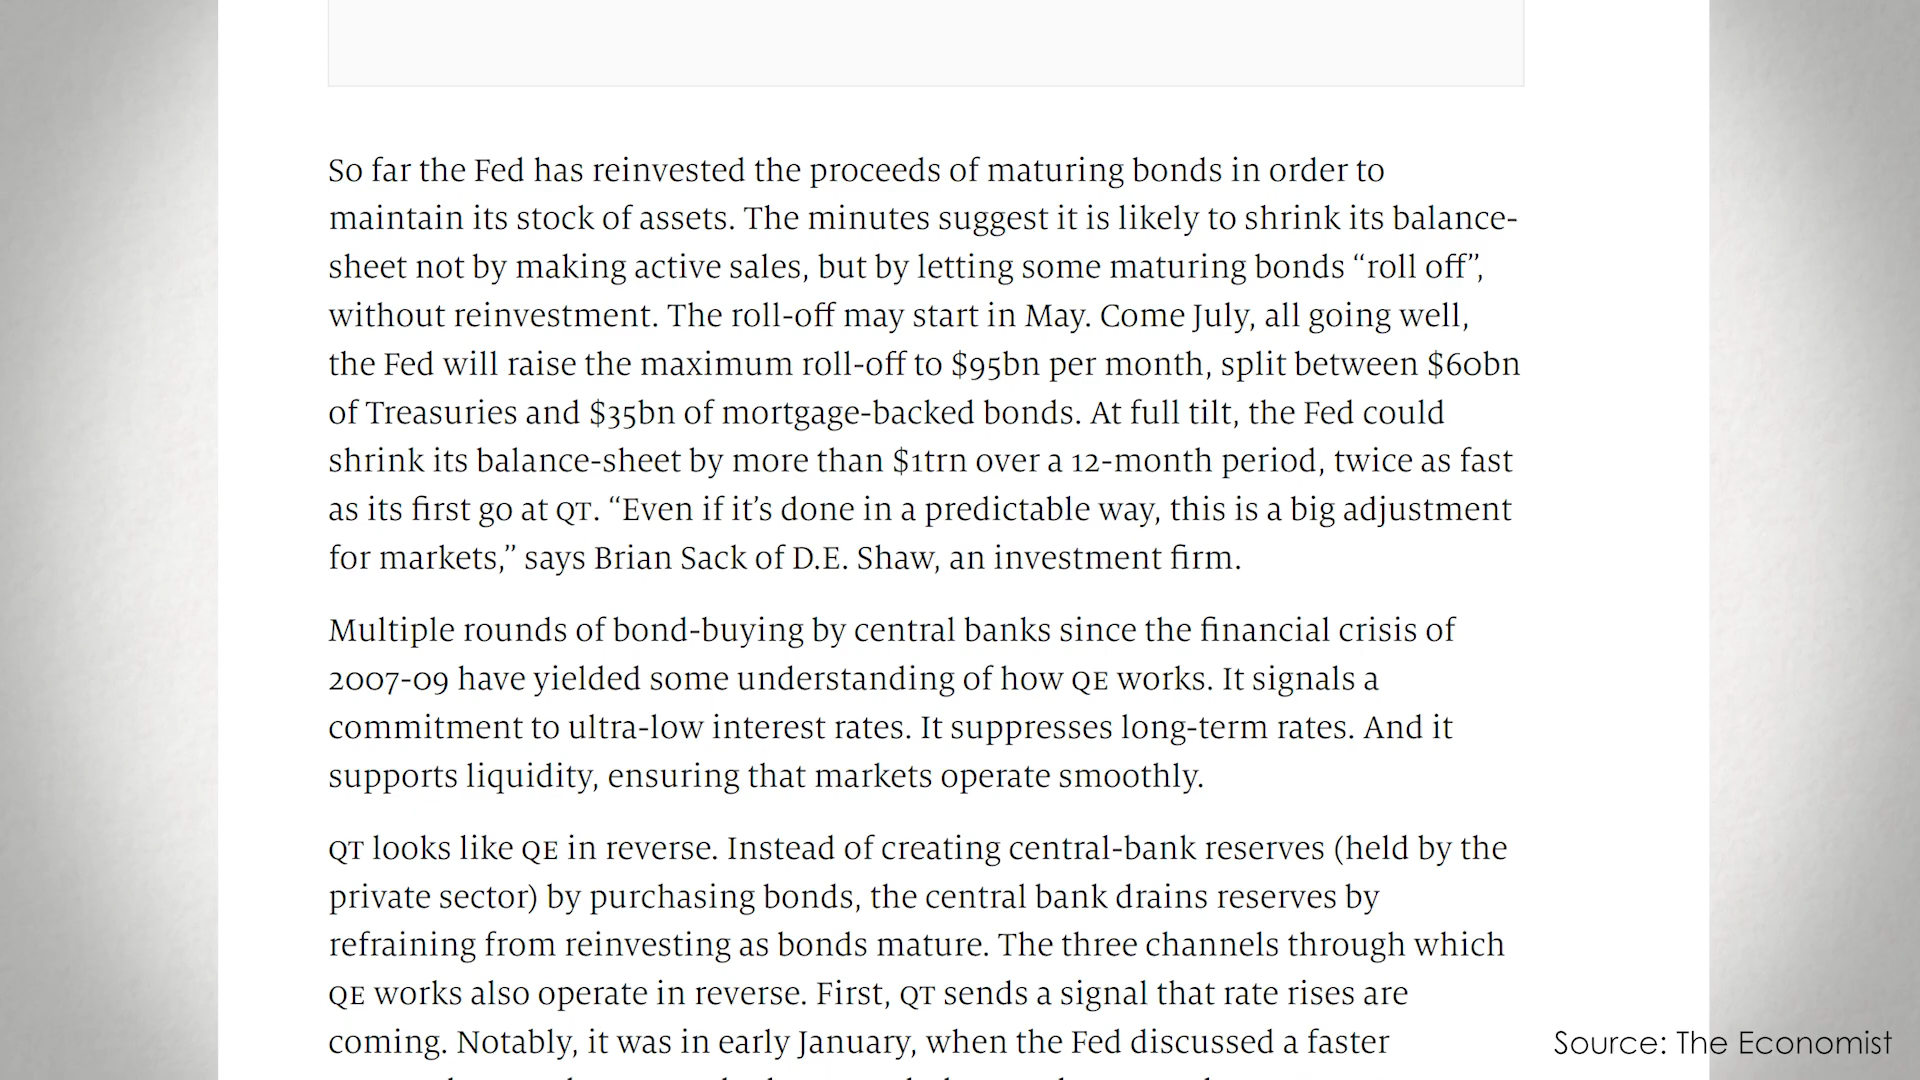 So far the Fed has reinvested the proceeds of maturing bonds in order to
maintain its stock of assets. The minutes suggest it is likely to shrink its balance-
sheet not by making active sales, but by letting some maturing bonds “roll off”,
without reinvestment. The roll-off may start in May. Come July, all going well,
the Fed will raise the maximum roll-off to $95bn per month, split between $60bn
of Treasuries and $35bn of mortgage-backed bonds. At full tilt, the Fed could
shrink its balance-sheet by more than $1trn over a 12-month period, twice as fast
as its first go at QT. “Even if it’s done in a predictable way, this is a big adjustment
for markets,” says Brian Sack of D.E. Shaw, an investment firm.
Multiple rounds of bond-buying by central banks since the financial crisis of
2007-09 have yielded some understanding of how QE works. It signals a
commitment to ultra-low interest rates. It suppresses long-term rates. And it
supports liquidity, ensuring that markets operate smoothly.
QT looks like QE in reverse. Instead of creating central-bank reserves (held by the
private sector) by purchasing bonds, the central bank drains reserves by
refraining from reinvesting as bonds mature. The three channels through which
QE works also operate in reverse. First, QT sends a signal that rate rises are
coming. Notably, it was in early January, when the Fed discussed a faster
Source: The Economist